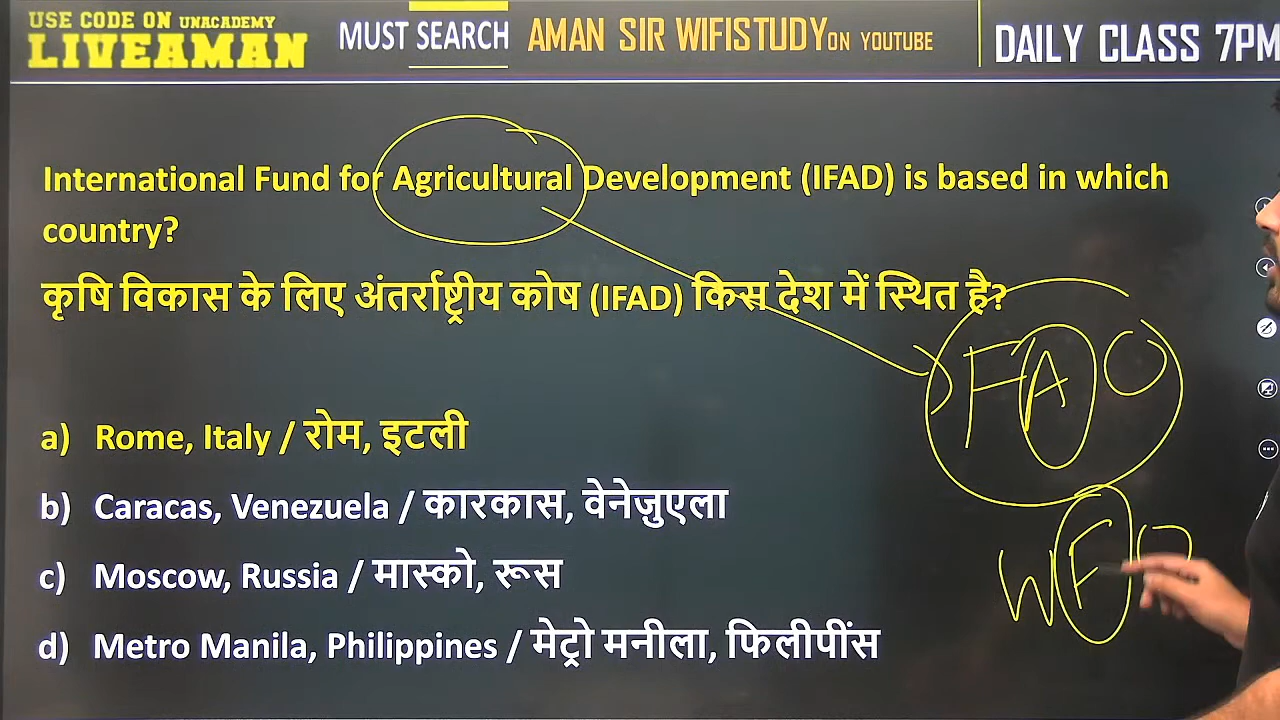 USE CODE ON UNACADEMY
LIVEAMAN
MUST SEARCH
AMAN SIR WIFISTUDY ON YOUTUBE
DAILY CLASS 7PM
International Fund for Agricultural Development (IFAD) is based in which
country?
कृषि विकास के लिए अंतर्राष्ट्रीय कोष (IFAD) किस देश में स्थित है?
FAO
a) Rome, Italy / रोम, इटली
b) Caracas, Venezuela / कारकास, वेनेज़ुएला
c) Moscow, Russia / मास्को, रूस
WF
d) Metro Manila, Philippines / मेट्रो मनीला, फिलीपींस